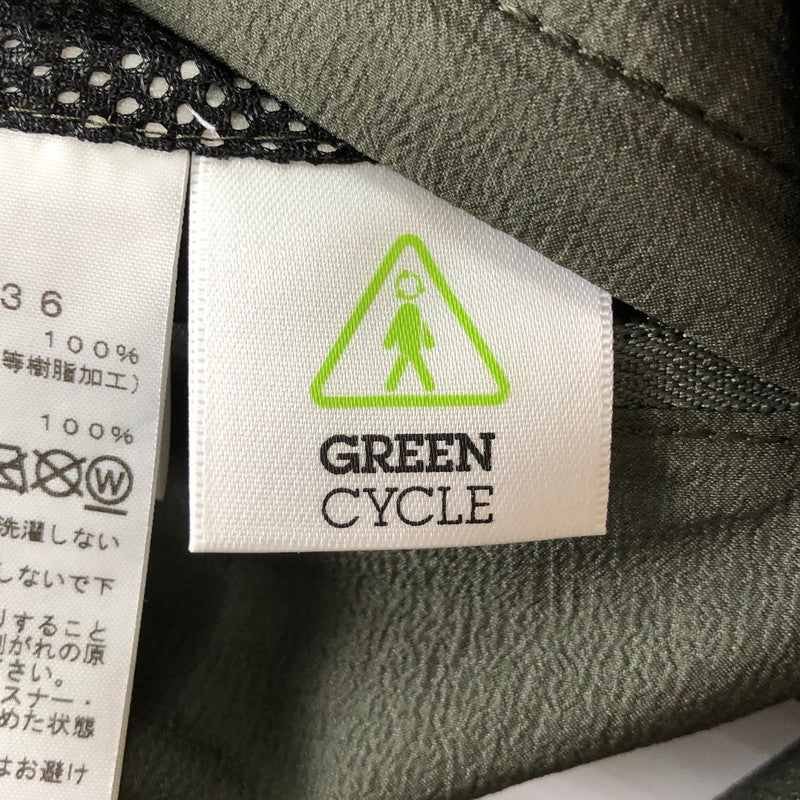 36
100%
等樹脂加工)
100%
W
洗濯しない
しないで下
りすること
剥がれの原
ださい。
スナー・
めた状態
はお避け
GREEN
CYCLE